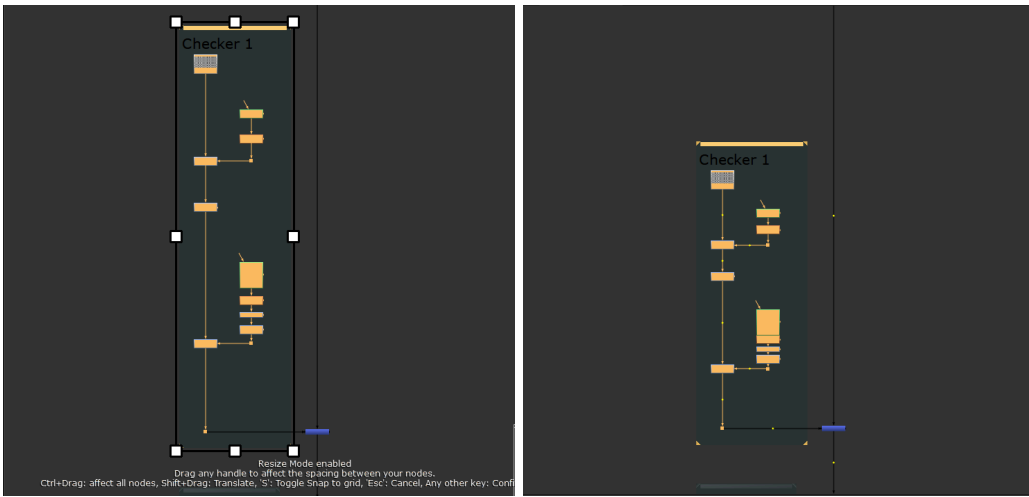 Checker 1
Resize Mode enabled
Drag any handle to affect the spacing between your nodes.
Ctrl+Drag: affect all nodes, Shift+Drag: Translate, 'S': Toggle Snap to grid, 'Esc': Cancel, Any other key: Confi
Checker 1